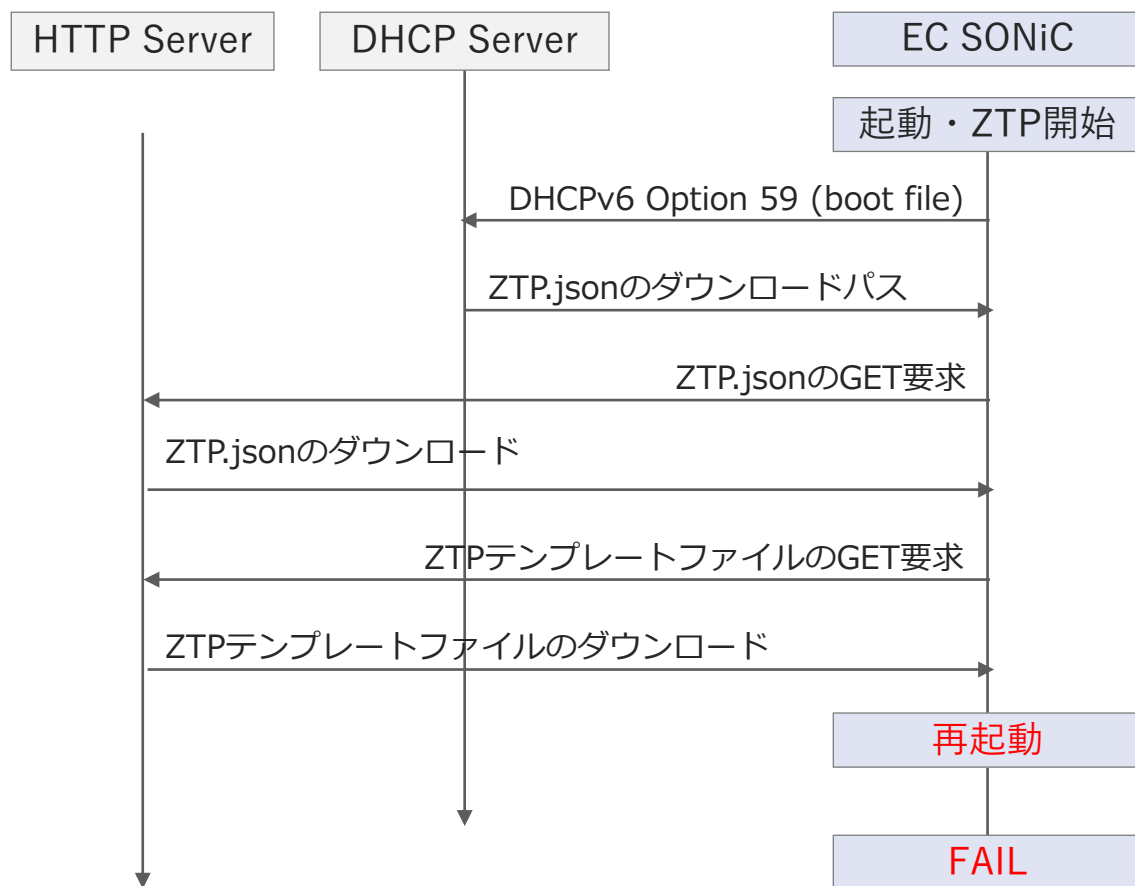 HTTP Server
DHCP Server
EC SONiC
起動・ZTP開始
DHCPv6 Option 59 (boot file)
ZTP.jsonのダウンロードパス
ZTP.jsonのGET要求
ZTP.jsonのダウンロード
ZTPテンプレートファイルのGET要求
ZTPテンプレートファイルのダウンロード
再起動
FAIL